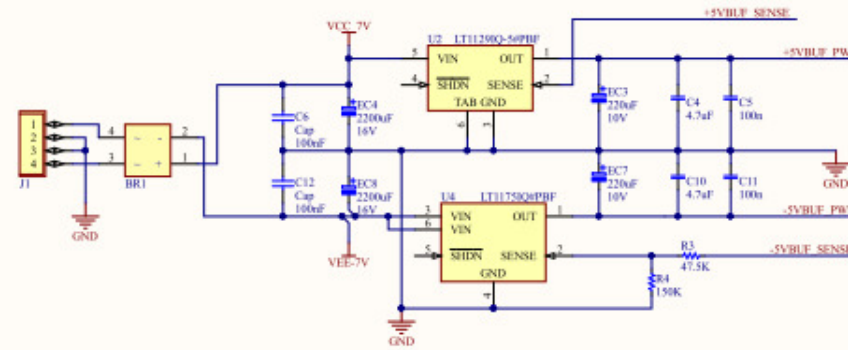 +5VBUF_SENSE
VCC_7V
U2
LT1129IQ-5#PBF
+5VBUF_PW
5
VIN
OUT
1
4
SHDN
SENSE
2
TAB GND
6
3
C6
Cap
100nF
EC4
2200uF
16V
EC3
220uF
10V
C4
4.7uF
C5
100n
J1
1
2
3
4
4
3
2
1
~ -
~ +
BR1
GND
C12
Cap
100nF
EC8
2200uF
16V
VEE-7V
U4
LT1175IQ#PBF
3
VIN
OUT
1
6
VIN
5
SHDN
SENSE
2
GND
4
EC7
220uF
10V
C10
4.7uF
C11
100n
GND
-5VBUF_PW
-5VBUF_SENSE
R3
47.5K
R4
150K
GND